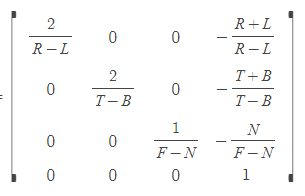 = [ 2/(R−L) 0 0 −(R+L)/(R−L)
0 2/(T−B) 0 −(T+B)/(T−B)
0 0 1/(F−N) −N/(F−N)
0 0 0 1 ]